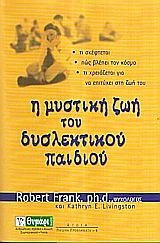 • τι σκέφτεται
• πώς βλέπει τον κόσμο
• τι χρειάζεται για
να επιτύχει στη ζωή του
η μυστική ζωή
του
δυσλεκτικού
παιδιού
Robert Frank, ph.d.
και Kathryn E. Livingston
Θυμάρι